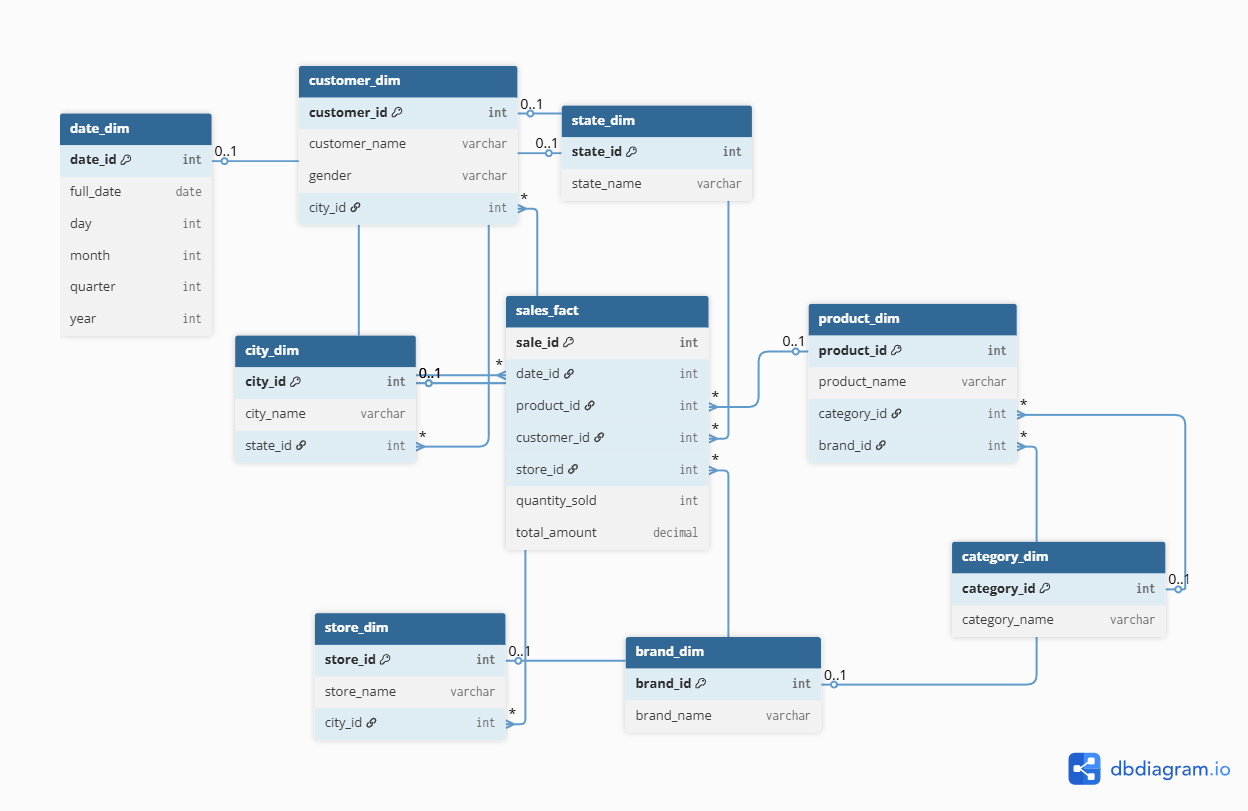 customer_dim
customer_id int
customer_name varchar
gender varchar
city_id int
0..1
0..1
*
state_dim
state_id int
state_name varchar
date_dim
date_id int
full_date date
day int
month int
quarter int
year int
0..1
sales_fact
sale_id int
date_id int
product_id int
customer_id int
store_id int
quantity_sold int
total_amount decimal
*
*
*
*
product_dim
product_id int
product_name varchar
category_id int
brand_id int
0..1
*
*
city_dim
city_id int
city_name varchar
state_id int
0..1
*
category_dim
category_id int
category_name varchar
0..1
store_dim
store_id int
store_name varchar
city_id int
0..1
*
brand_dim
brand_id int
brand_name varchar
0..1
dbdiagram.io